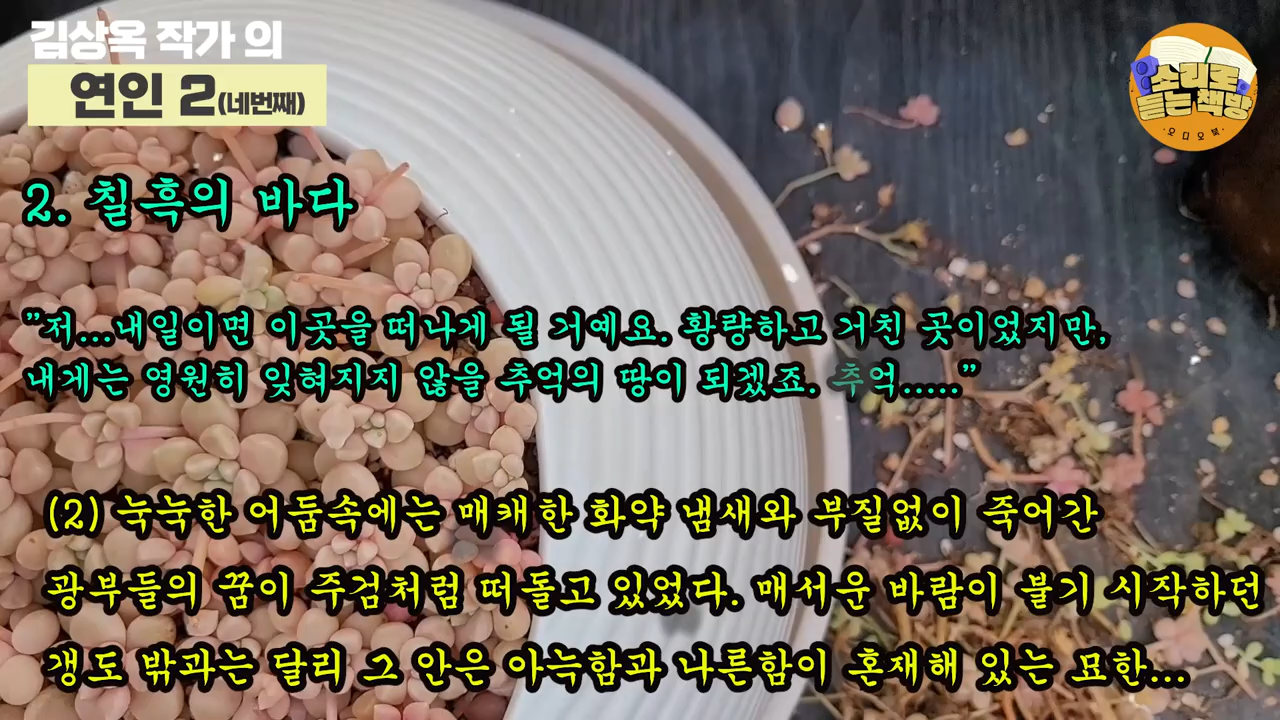 김상옥 작가 의
연인 2(네번째)
소리로
듣는 책방
·오디오북·
2. 칠흑의 바다
"저...내일이면 이곳을 떠나게 될 거예요. 황량하고 거친 곳이었지만,
내게는 영원히 잊혀지지 않을 추억의 땅이 되겠죠. 추억....."
(2) 눅눅한 어둠속에는 매캐한 화약 냄새와 부질없이 죽어간
광부들의 꿈이 주검처럼 떠돌고 있었다. 매서운 바람이 불기 시작하던
갱도 밖과는 달리 그 안은 아늑함과 나른함이 혼재해 있는 묘한...